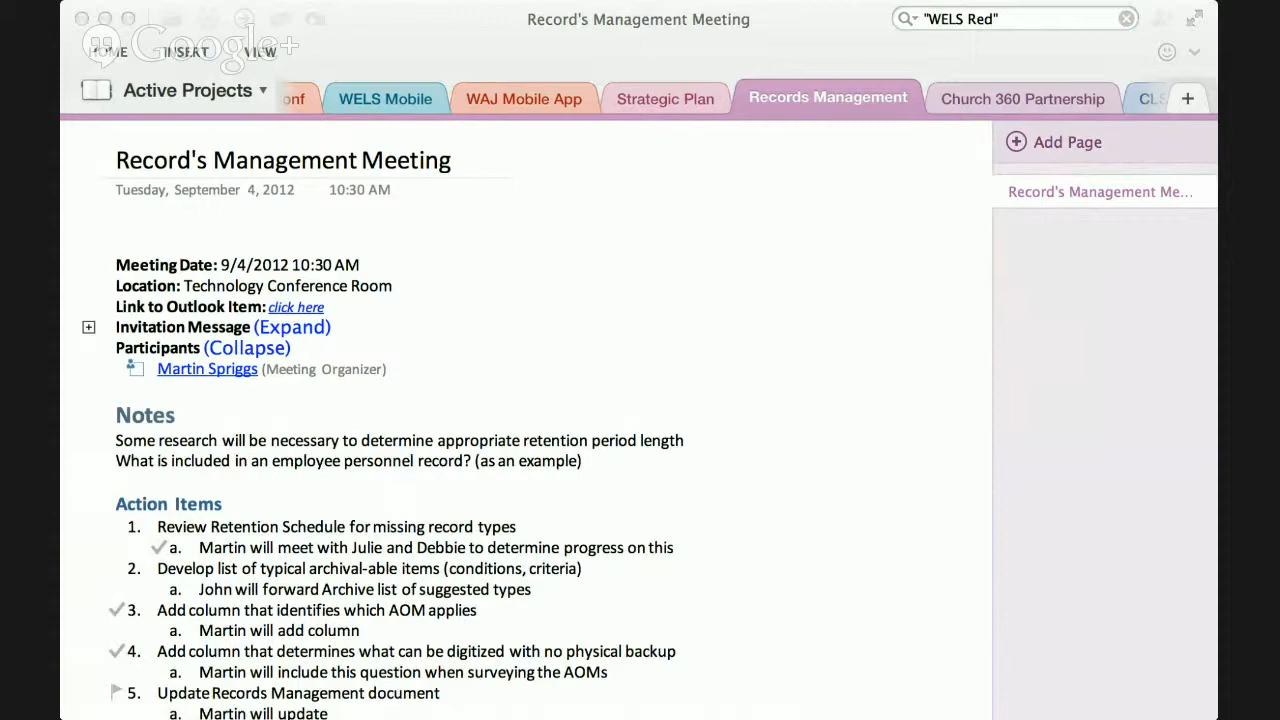 Record's Management Meeting
"WELS Red"
Google+
HOME INSERT VIEW
Active Projects
onf
WELS Mobile
WAJ Mobile App
Strategic Plan
Records Management
Church 360 Partnership
CLS
+
Add Page
Record's Management Me...
Record's Management Meeting
Tuesday, September 4, 2012 10:30 AM
Meeting Date: 9/4/2012 10:30 AM
Location: Technology Conference Room
Link to Outlook Item: click here
Invitation Message (Expand)
Participants (Collapse)
Martin Spriggs (Meeting Organizer)
Notes
Some research will be necessary to determine appropriate retention period length
What is included in an employee personnel record? (as an example)
Action Items
1. Review Retention Schedule for missing record types
a. Martin will meet with Julie and Debbie to determine progress on this
2. Develop list of typical archival-able items (conditions, criteria)
a. John will forward Archive list of suggested types
3. Add column that identifies which AOM applies
a. Martin will add column
4. Add column that determines what can be digitized with no physical backup
a. Martin will include this question when surveying the AOMs
5. Update Records Management document
a. Martin will update